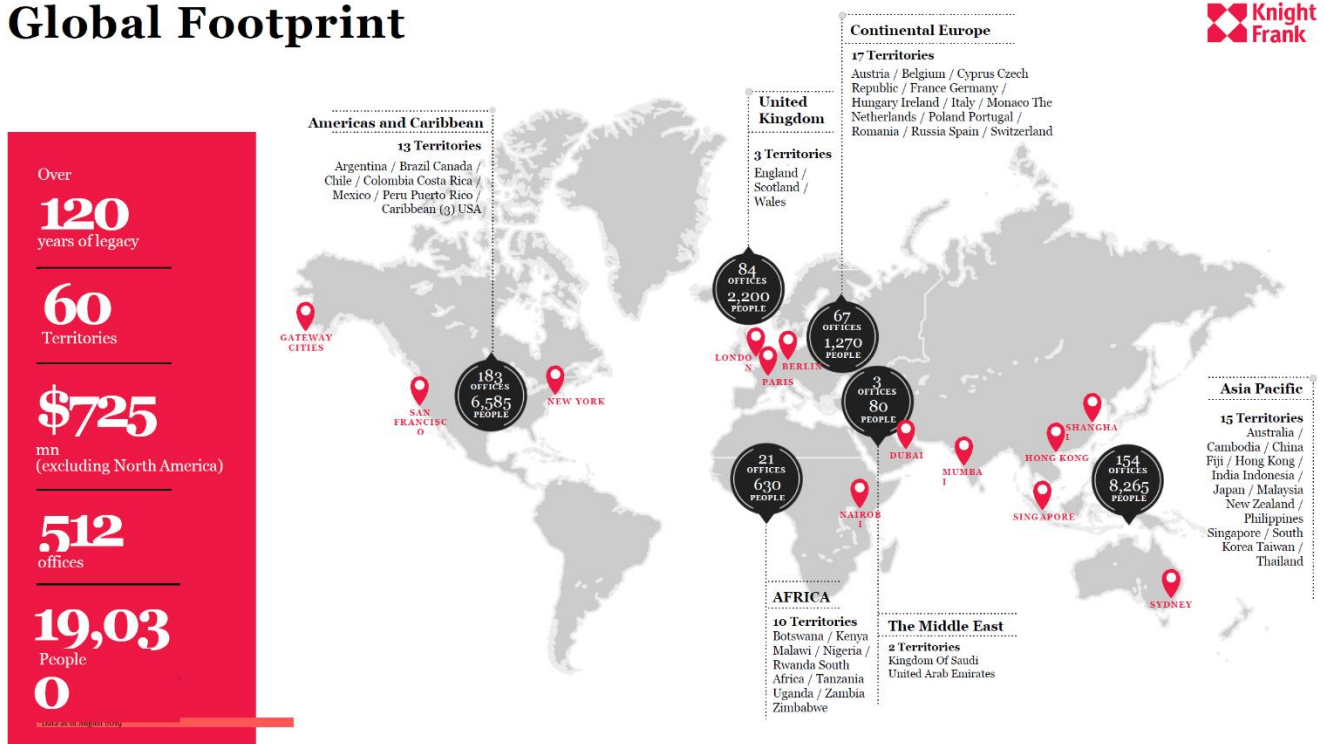 Global Footprint
Knight
Frank
Over
120
years of legacy
60
Territories
$725
mn
(excluding North America)
512
offices
19,03
People
0
Data as of August 2019
Americas and Caribbean
13 Territories
Argentina / Brazil Canada /
Chile / Colombia Costa Rica /
Mexico / Peru Puerto Rico /
Caribbean (3) USA
United
Kingdom
3 Territories
England /
Scotland /
Wales
Continental Europe
17 Territories
Austria / Belgium / Cyprus Czech
Republic / France Germany /
Hungary Ireland / Italy / Monaco The
Netherlands / Poland Portugal /
Romania / Russia Spain / Switzerland
84
OFFICES
2,200
PEOPLE
67
OFFICES
1,270
PEOPLE
183
OFFICES
6,585
PEOPLE
3
OFFICES
80
PEOPLE
21
OFFICES
630
PEOPLE
154
OFFICES
8,265
PEOPLE
GATEWAY
CITIES
SAN
FRANCISC
O
NEW YORK
LONDO
N
PARIS
BERLIN
DUBAI
MUMBA
I
NAIROB
I
SHANGHA
I
HONG KONG
SINGAPORE
SYDNEY
Asia Pacific
15 Territories
Australia /
Cambodia / China
Fiji / Hong Kong /
India Indonesia /
Japan / Malaysia
New Zealand /
Philippines
Singapore / South
Korea Taiwan /
Thailand
AFRICA
10 Territories
Botswana / Kenya
Malawi / Nigeria /
Rwanda South
Africa / Tanzania
Uganda / Zambia
Zimbabwe
The Middle East
2 Territories
Kingdom Of Saudi
United Arab Emirates